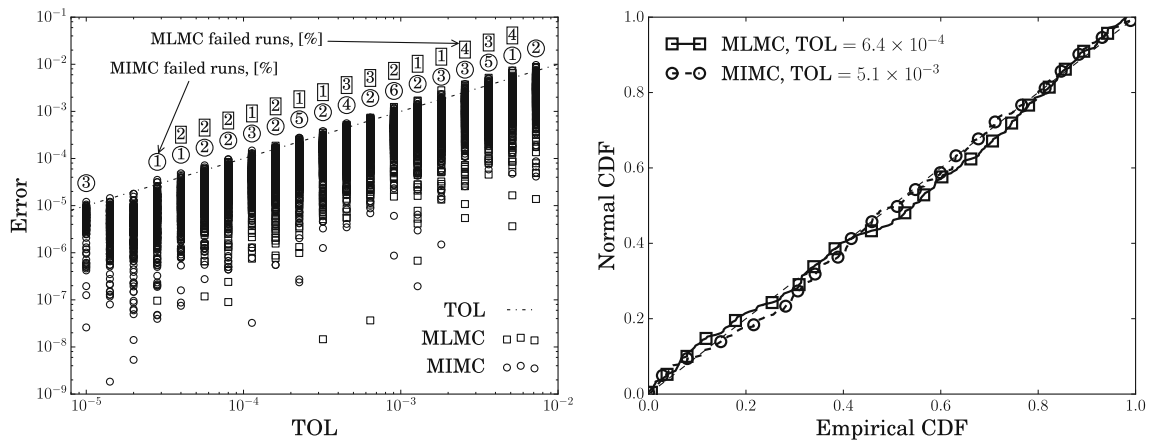 10⁻¹
10⁻²
10⁻³
10⁻⁴
10⁻⁵
10⁻⁶
10⁻⁷
10⁻⁸
10⁻⁹
Error
MLMC failed runs, [%]
MIMC failed runs, [%]
2 2 2 1 1 1 1 3 3 2 1 1 4 3 4
3 1 1 2 2 3 2 5 2 4 2 6 2 3 3 5 1 2
TOL
MLMC
MIMC
10⁻⁵ 10⁻⁴ 10⁻³ 10⁻²
TOL
1.0
0.8
0.6
0.4
0.2
0.0
Normal CDF
MLMC, TOL = 6.4 × 10⁻⁴
MIMC, TOL = 5.1 × 10⁻³
0.0 0.2 0.4 0.6 0.8 1.0
Empirical CDF